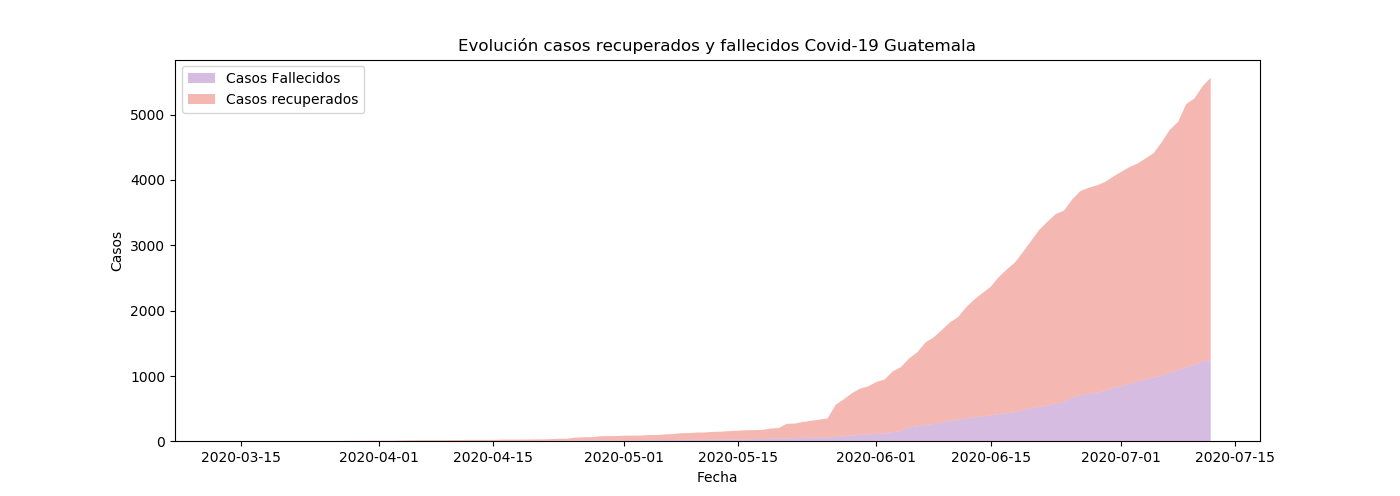 Evolución casos recuperados y fallecidos Covid-19 Guatemala
Casos Fallecidos
Casos recuperados
Casos
5000
4000
3000
2000
1000
0
2020-03-15 2020-04-01 2020-04-15 2020-05-01 2020-05-15 2020-06-01 2020-06-15 2020-07-01 2020-07-15
Fecha